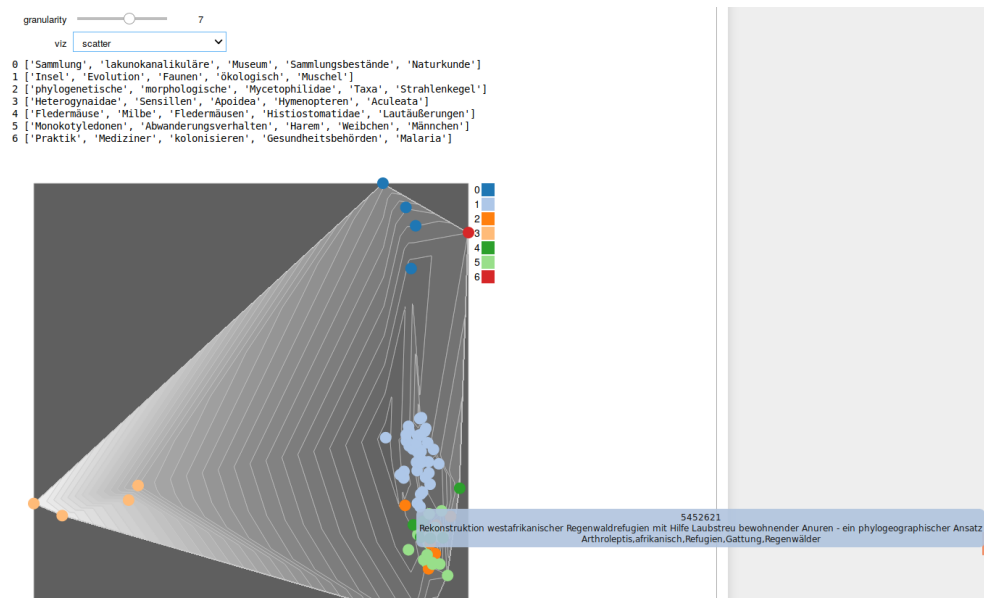 granularity 7
viz scatter
0 ['Sammlung', 'lakunokanalikuläre', 'Museum', 'Sammlungsbestände', 'Naturkunde']
1 ['Insel', 'Evolution', 'Faunen', 'ökologisch', 'Muschel']
2 ['phylogenetische', 'morphologische', 'Mycetophilidae', 'Taxa', 'Strahlenkegel']
3 ['Heterogynaidae', 'Sensillen', 'Apoidea', 'Hymenopteren', 'Aculeata']
4 ['Fledermäuse', 'Milbe', 'Fledermäusen', 'Histiostomatidae', 'Lautäußerungen']
5 ['Monokotyledonen', 'Abwanderungsverhalten', 'Harem', 'Weibchen', 'Männchen']
6 ['Praktik', 'Mediziner', 'kolonisieren', 'Gesundheitsbehörden', 'Malaria']
0
1
2
3
4
5
6
5452621
Rekonstruktion westafrikanischer Regenwaldrefugien mit Hilfe Laubstreu bewohnender Anuren - ein phylogeographischer Ansatz
Arthroleptis,afrikanisch,Refugien,Gattung,Regenwälder